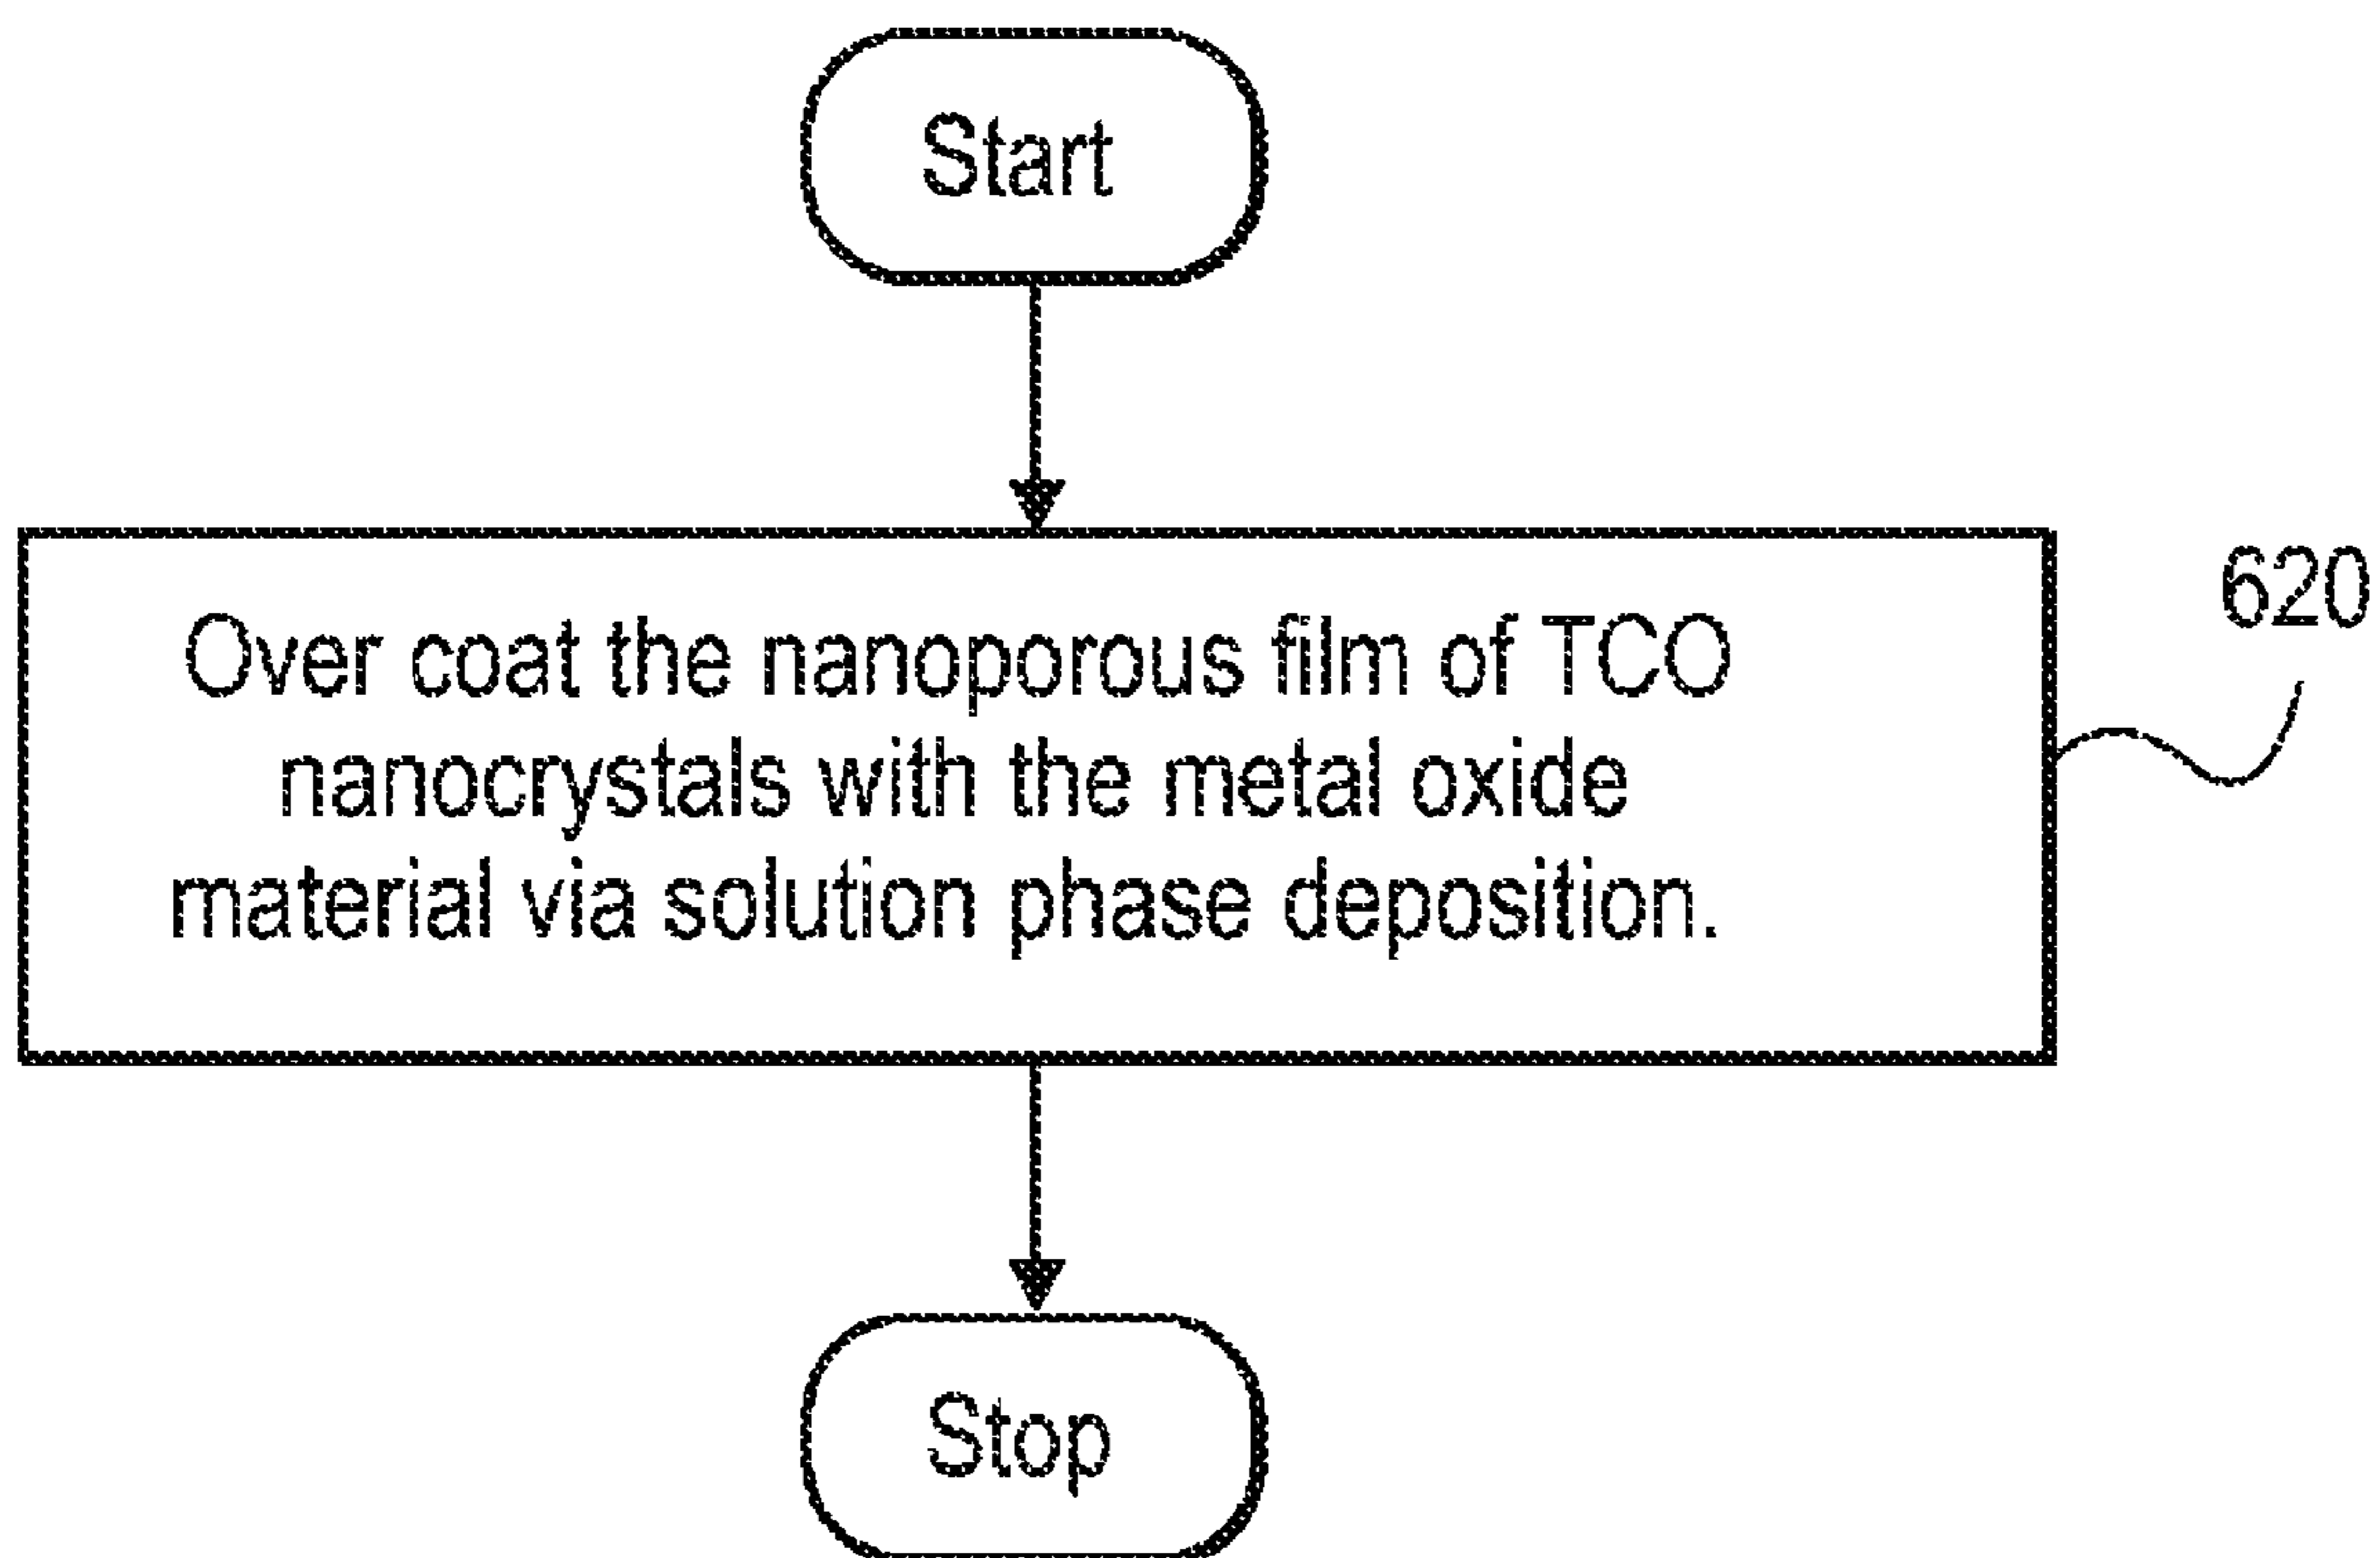 Start
Over coat the nanoporous film of TCO
nanocrystals with the metal oxide
material via solution phase deposition.
620
Stop